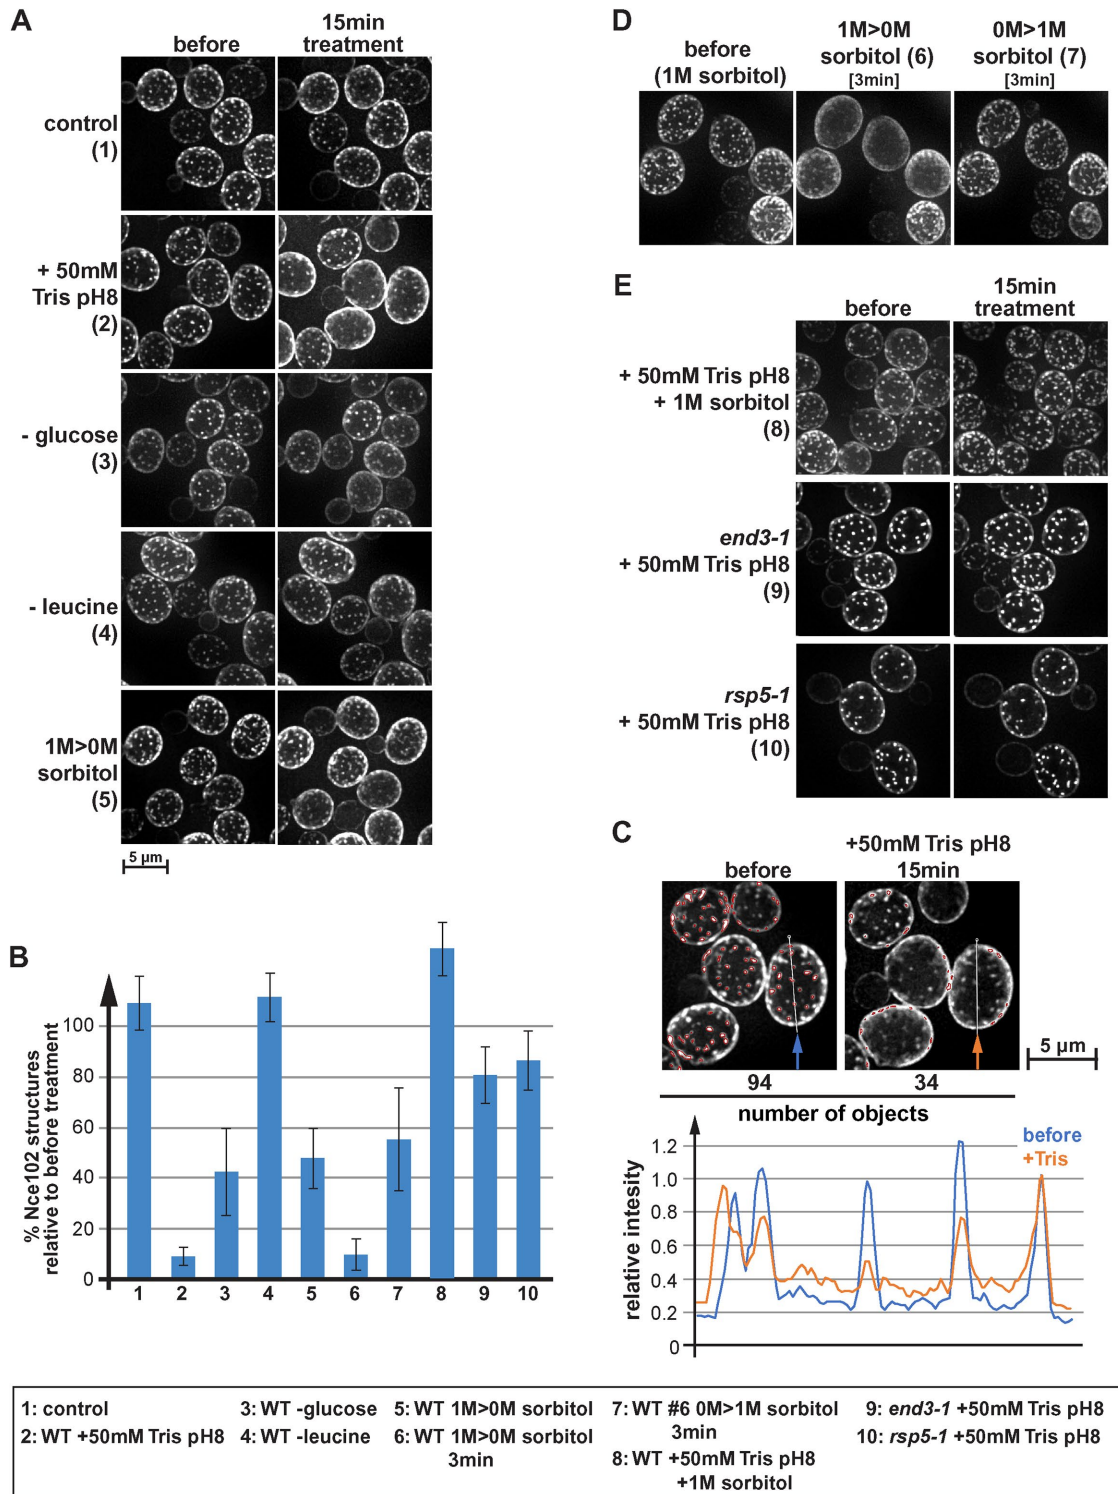 A
before
15min
treatment
control
(1)
+ 50mM
Tris pH8
(2)
- glucose
(3)
- leucine
(4)
1M>0M
sorbitol
(5)
5 µm
D
before
(1M sorbitol)
1M>0M
sorbitol (6)
[3min]
0M>1M
sorbitol (7)
[3min]
E
before
15min
treatment
+ 50mM Tris pH8
+ 1M sorbitol
(8)
end3-1
+ 50mM Tris pH8
(9)
rsp5-1
+ 50mM Tris pH8
(10)
B
% Nce102 structures
relative to before treatment
100
80
60
40
20
0
1 2 3 4 5 6 7 8 9 10
C
before
+50mM Tris pH8
15min
5 µm
94 34
number of objects
before
+Tris
relative intesity
1.2
1.0
0.8
0.6
0.4
0.2
0
1: control
2: WT +50mM Tris pH8
3: WT -glucose
4: WT -leucine
5: WT 1M>0M sorbitol
6: WT 1M>0M sorbitol
3min
7: WT #6 0M>1M sorbitol
3min
8: WT +50mM Tris pH8
+1M sorbitol
9: end3-1 +50mM Tris pH8
10: rsp5-1 +50mM Tris pH8